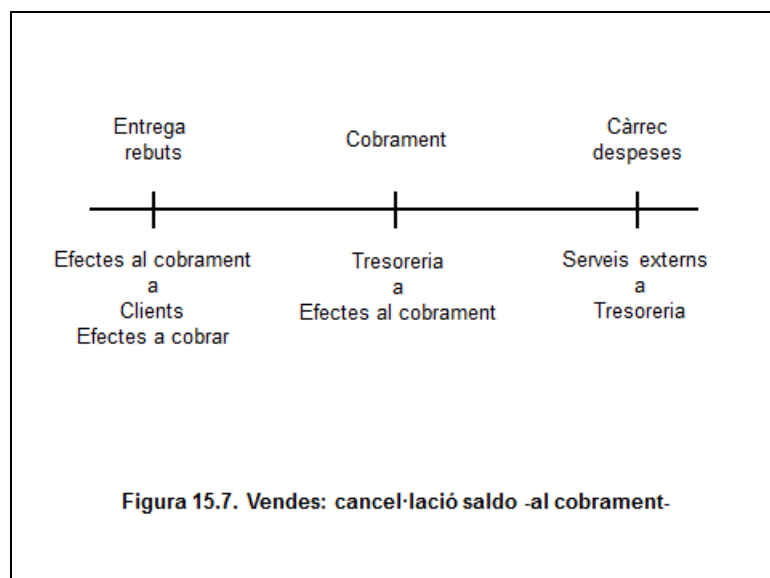 Entrega
rebuts
Cobrament
Càrrec
despeses
Efectes al cobrament
a
Clients
Efectes a cobrar
Tresoreria
a
Efectes al cobrament
Serveis externs
a
Tresoreria
Figura 15.7. Vendes: cancel·lació saldo -al cobrament-